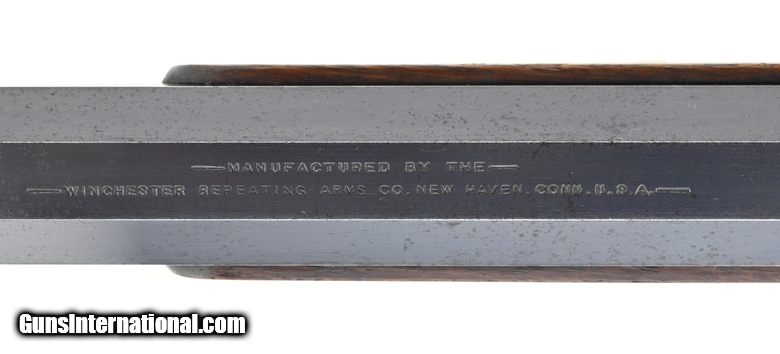 —MANUFACTURED BY THE—
—WINCHESTER REPEATING ARMS CO. NEW HAVEN. CONN. U.S.A.—
GunsInternational.com